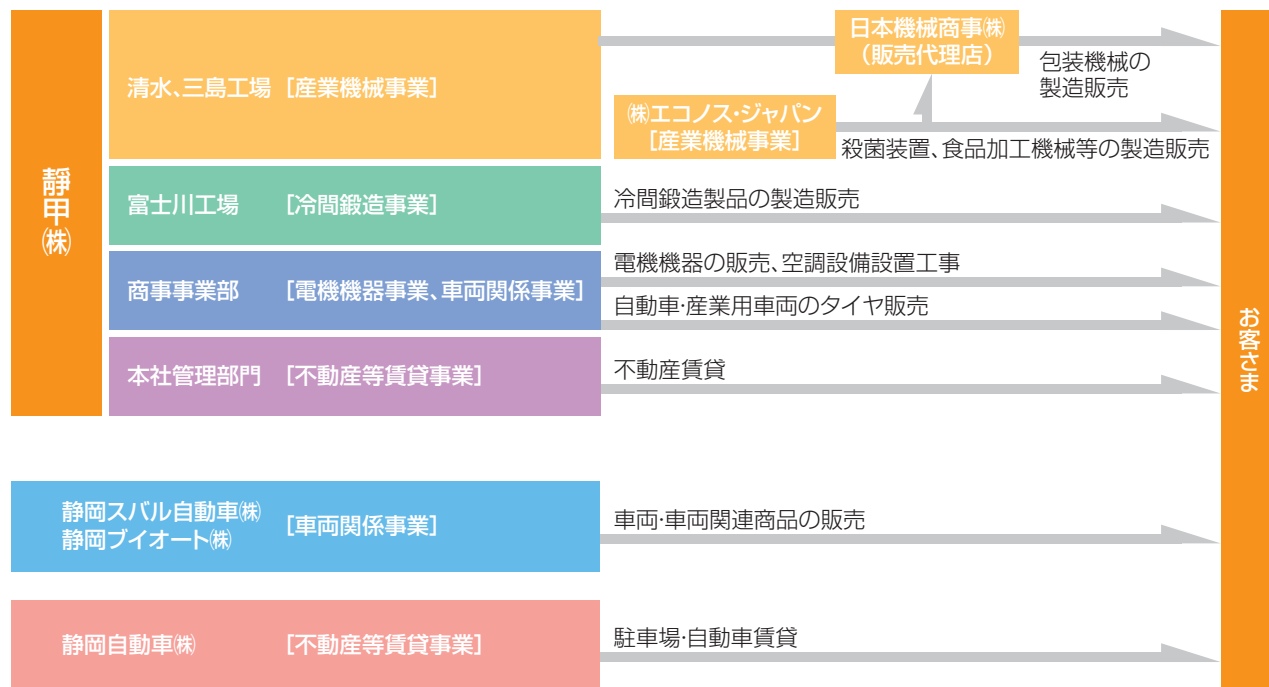 靜甲㈱
清水、三島工場 [産業機械事業]
日本機械商事㈱
（販売代理店）
包装機械の
製造販売
㈱エコノス・ジャパン
[産業機械事業]
殺菌装置、食品加工機械等の製造販売
富士川工場 [冷間鍛造事業]
冷間鍛造製品の製造販売
商事事業部 [電機機器事業、車両関係事業]
電機機器の販売、空調設備設置工事
自動車・産業用車両のタイヤ販売
本社管理部門 [不動産等賃貸事業]
不動産賃貸
静岡スバル自動車㈱
静岡ブイオート㈱
[車両関係事業]
車両・車両関連商品の販売
静岡自動車㈱ [不動産等賃貸事業]
駐車場・自動車賃貸
お客さま